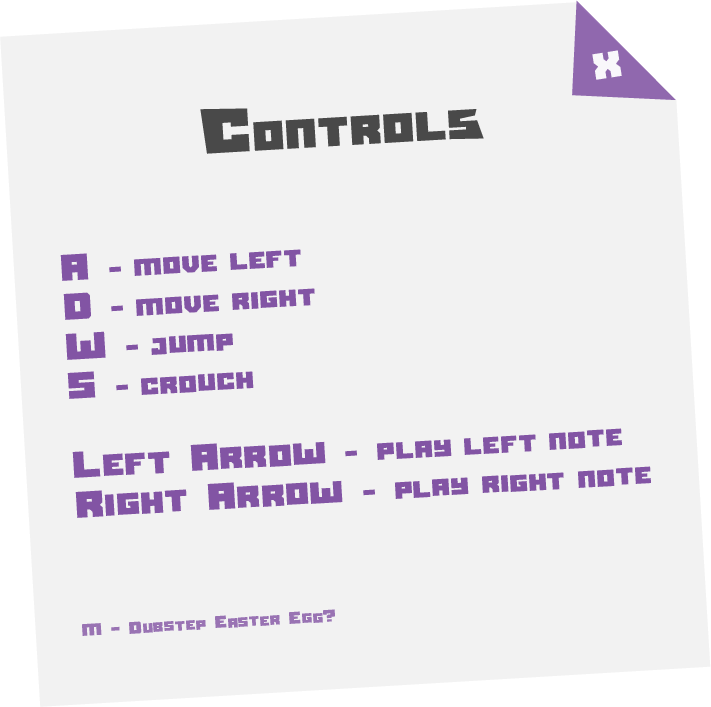 X
Controls
A - move left
D - move right
W - jump
S - crouch
Left Arrow - play left note
Right Arrow - play right note
M - Dubstep Easter Egg?